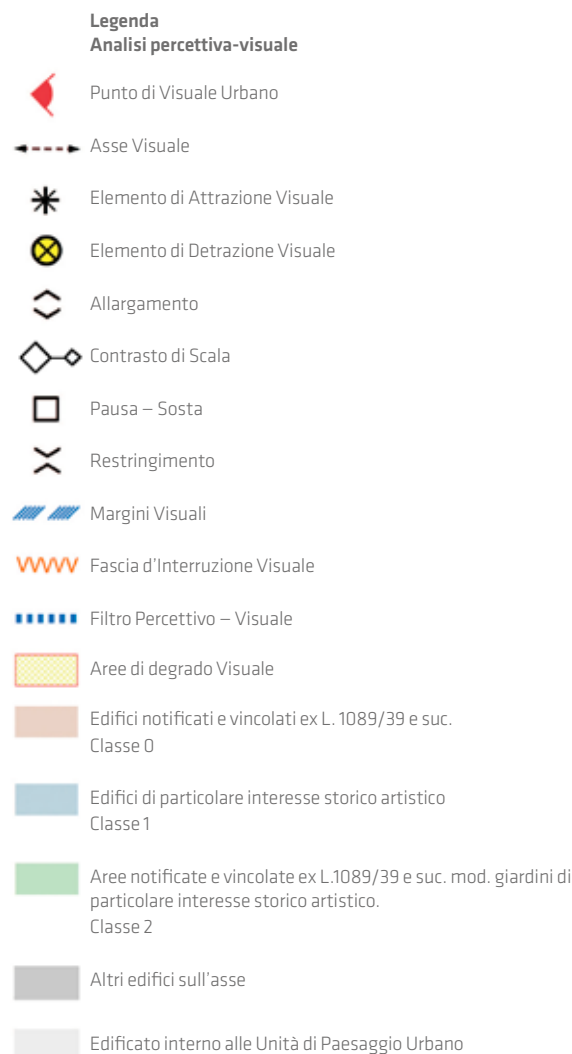 Legenda
Analisi percettiva-visuale
Punto di Visuale Urbano
Asse Visuale
Elemento di Attrazione Visuale
Elemento di Detrazione Visuale
Allargamento
Contrasto di Scala
Pausa – Sosta
Restringimento
Margini Visuali
Fascia d'Interruzione Visuale
Filtro Percettivo – Visuale
Aree di degrado Visuale
Edifici notificati e vincolati ex L. 1089/39 e suc.
Classe 0
Edifici di particolare interesse storico artistico
Classe 1
Aree notificate e vincolate ex L.1089/39 e suc. mod. giardini di
particolare interesse storico artistico.
Classe 2
Altri edifici sull'asse
Edificato interno alle Unità di Paesaggio Urbano